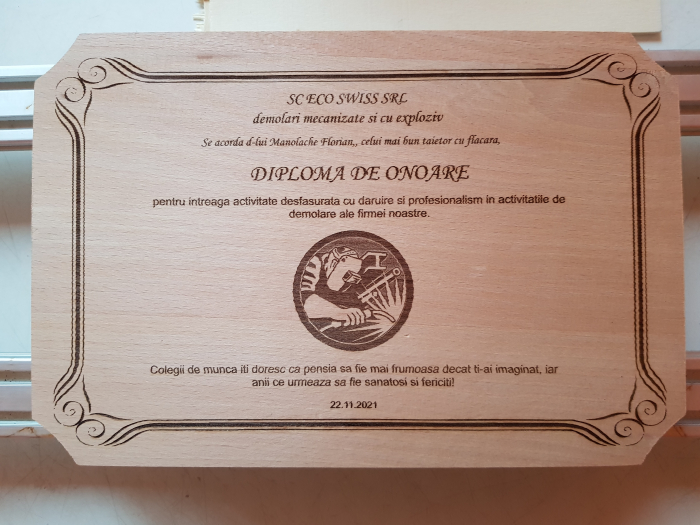 SC ECO SWISS SRL
demolari mecanizate si cu exploziv
Se acorda d-lui Manolache Florian,, celui mai bun taietor cu flacara,
DIPLOMA DE ONOARE
pentru intreaga activitate desfasurata cu daruire si profesionalism in activitatile de
demolare ale firmei noastre.
Colegii de munca iti doresc ca pensia sa fie mai frumoasa decat ti-ai imaginat, iar
anii ce urmeaza sa fie sanatosi si fericiti!
22.11.2021